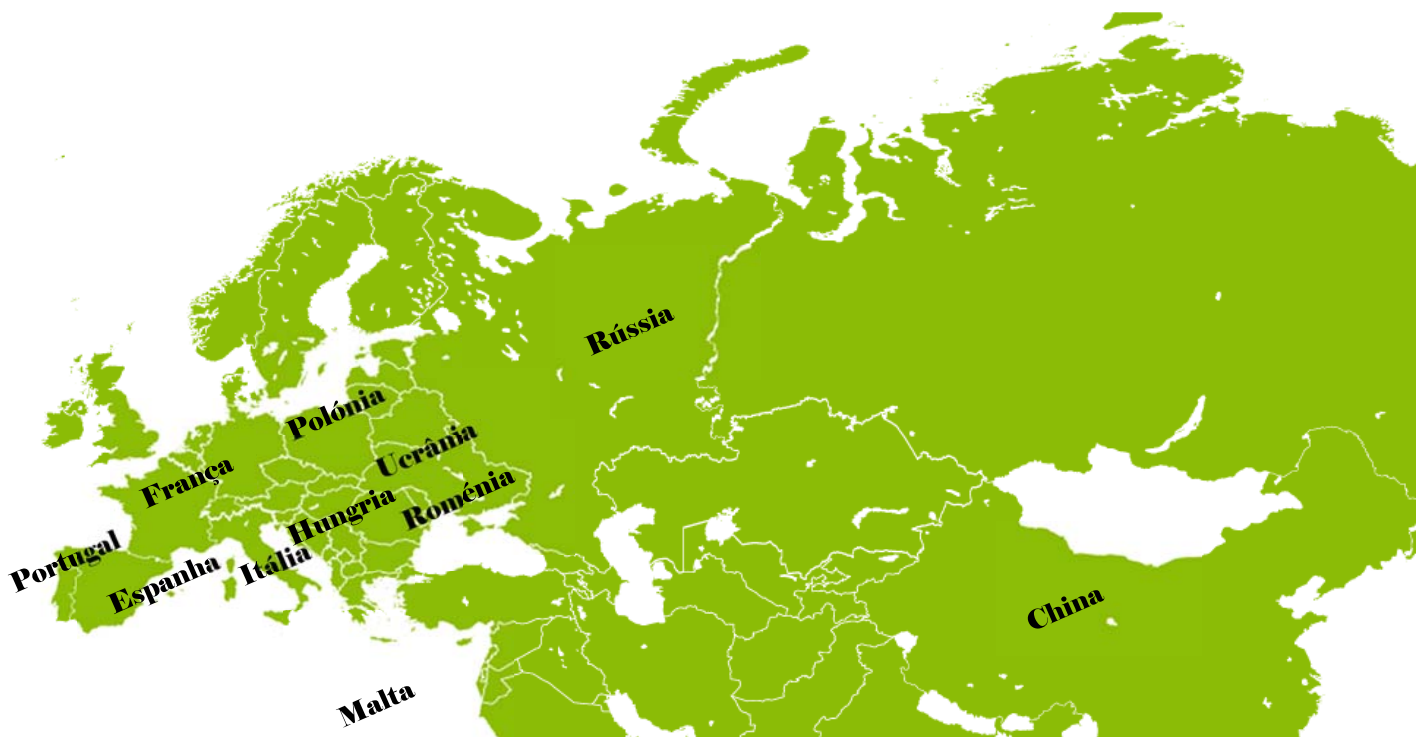 Rússia
Polónia
Ucrânia
França
Roménia
Hungria
Portugal
Itália
Espanha
China
Malta